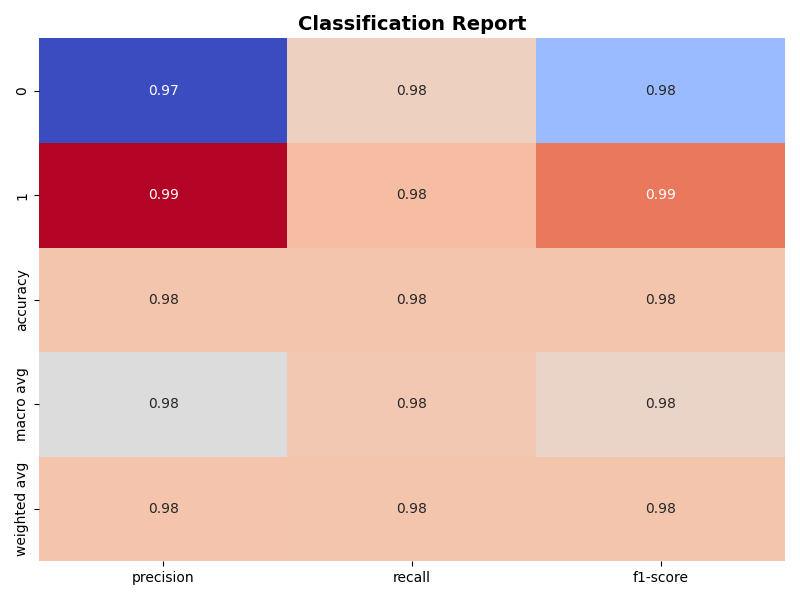 Classification Report
0 0.97 0.98 0.98
1 0.99 0.98 0.99
accuracy 0.98 0.98 0.98
macro avg 0.98 0.98 0.98
weighted avg 0.98 0.98 0.98
precision recall f1-score